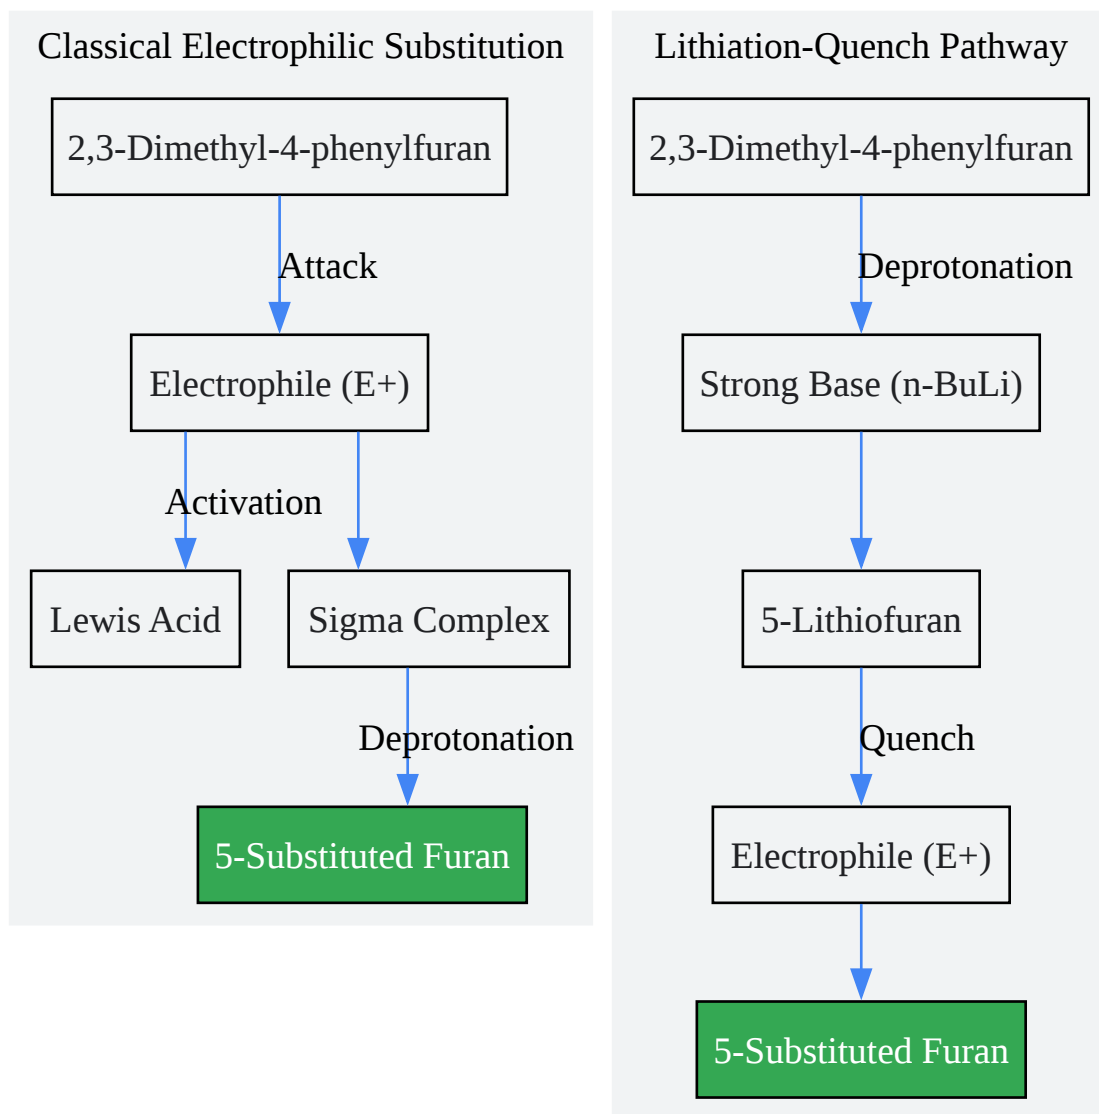 Classical Electrophilic Substitution
2,3-Dimethyl-4-phenylfuran
Attack
Electrophile (E+)
Activation
Lewis Acid
Sigma Complex
Deprotonation
5-Substituted Furan
Lithiation-Quench Pathway
2,3-Dimethyl-4-phenylfuran
Deprotonation
Strong Base (n-BuLi)
5-Lithiofuran
Quench
Electrophile (E+)
5-Substituted Furan